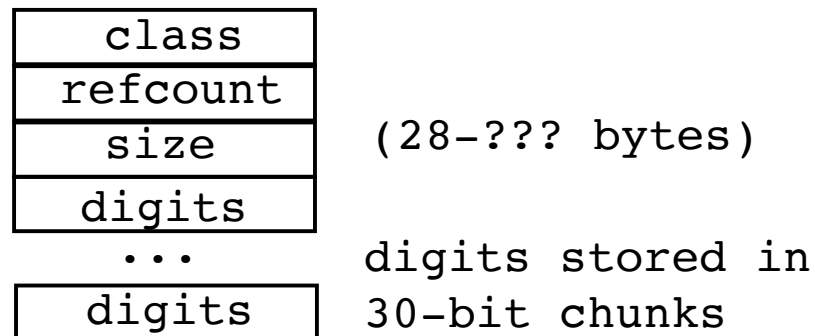 class
refcount
size
(28–??? bytes)
digits
...
digits stored in
digits
30–bit chunks